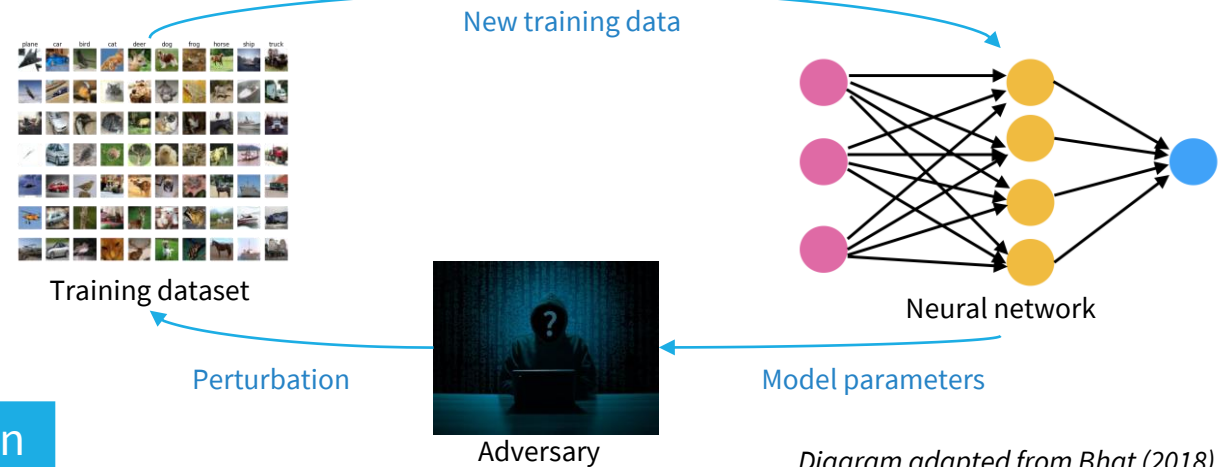 New training data
plane car bird cat deer dog frog horse ship truck
Training dataset
Neural network
?
Perturbation
Model parameters
n
Adversary
Diagram adapted from Bhat (2018)